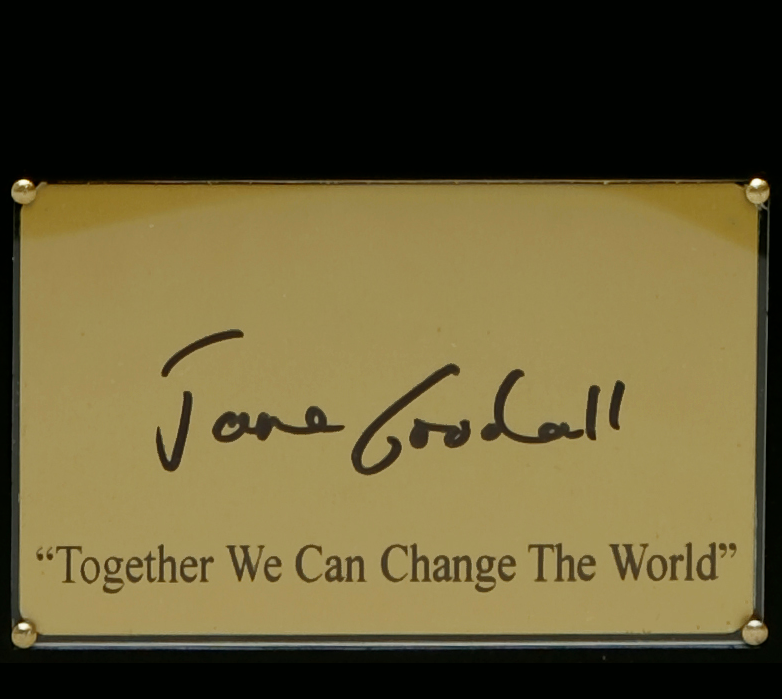 Jane Goodall
“Together We Can Change The World”